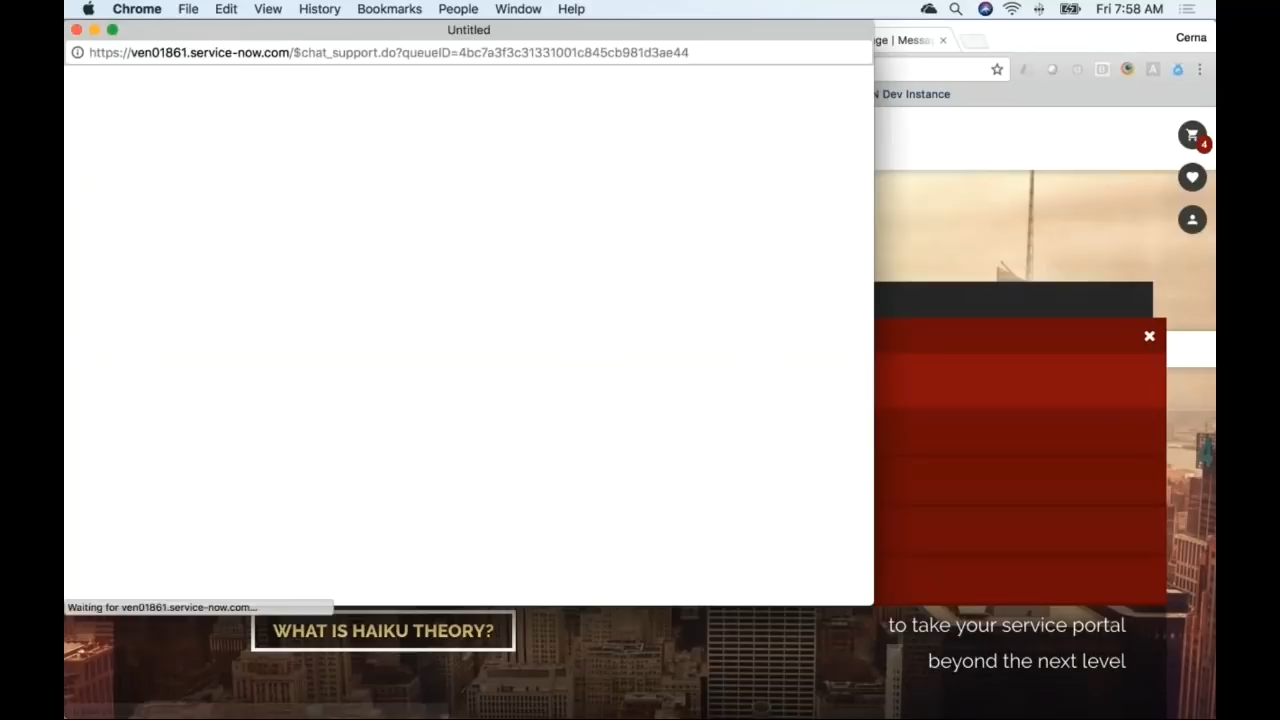 Chrome File Edit View History Bookmarks People Window Help Fri 7:58 AM
Untitled
https://ven01861.service-now.com/$chat_support.do?queueID=4bc7a3f3c31331001c845cb981d3ae44
ge | Messa
Cerna
N Dev Instance
4
Waiting for ven01861.service-now.com...
WHAT IS HAIKU THEORY?
to take your service portal
beyond the next level